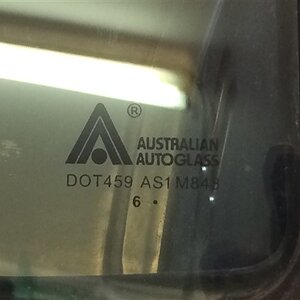 ®
AUSTRALIAN
AUTOGLASS
DOT459 AS1 M848
6 •